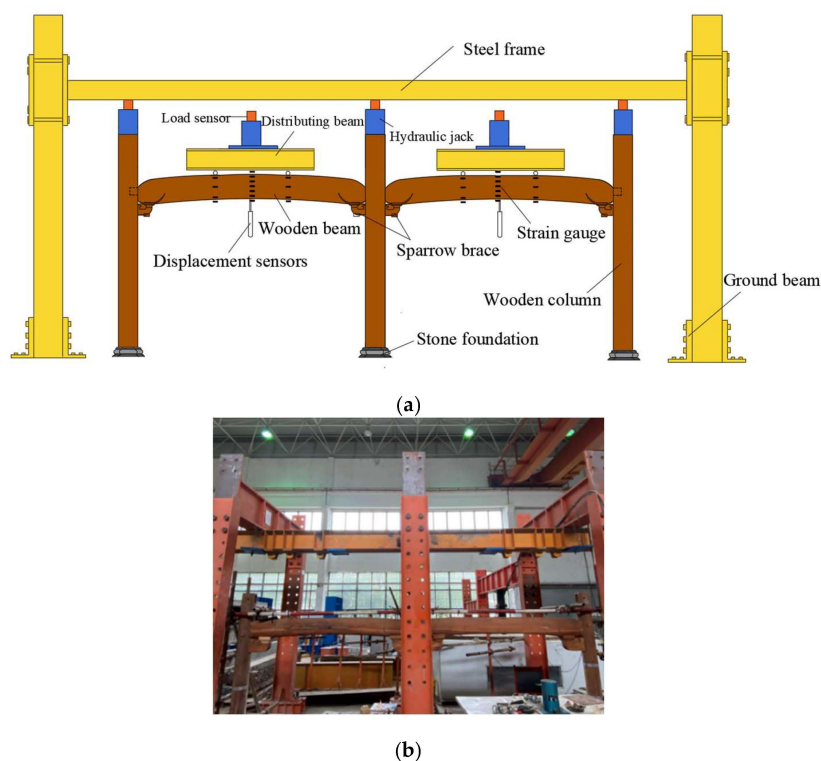 Steel frame
Load sensor
Distributing beam
Hydraulic jack
Wooden beam
Strain gauge
Displacement sensors
Sparrow brace
Ground beam
Wooden column
Stone foundation
(a)
(b)